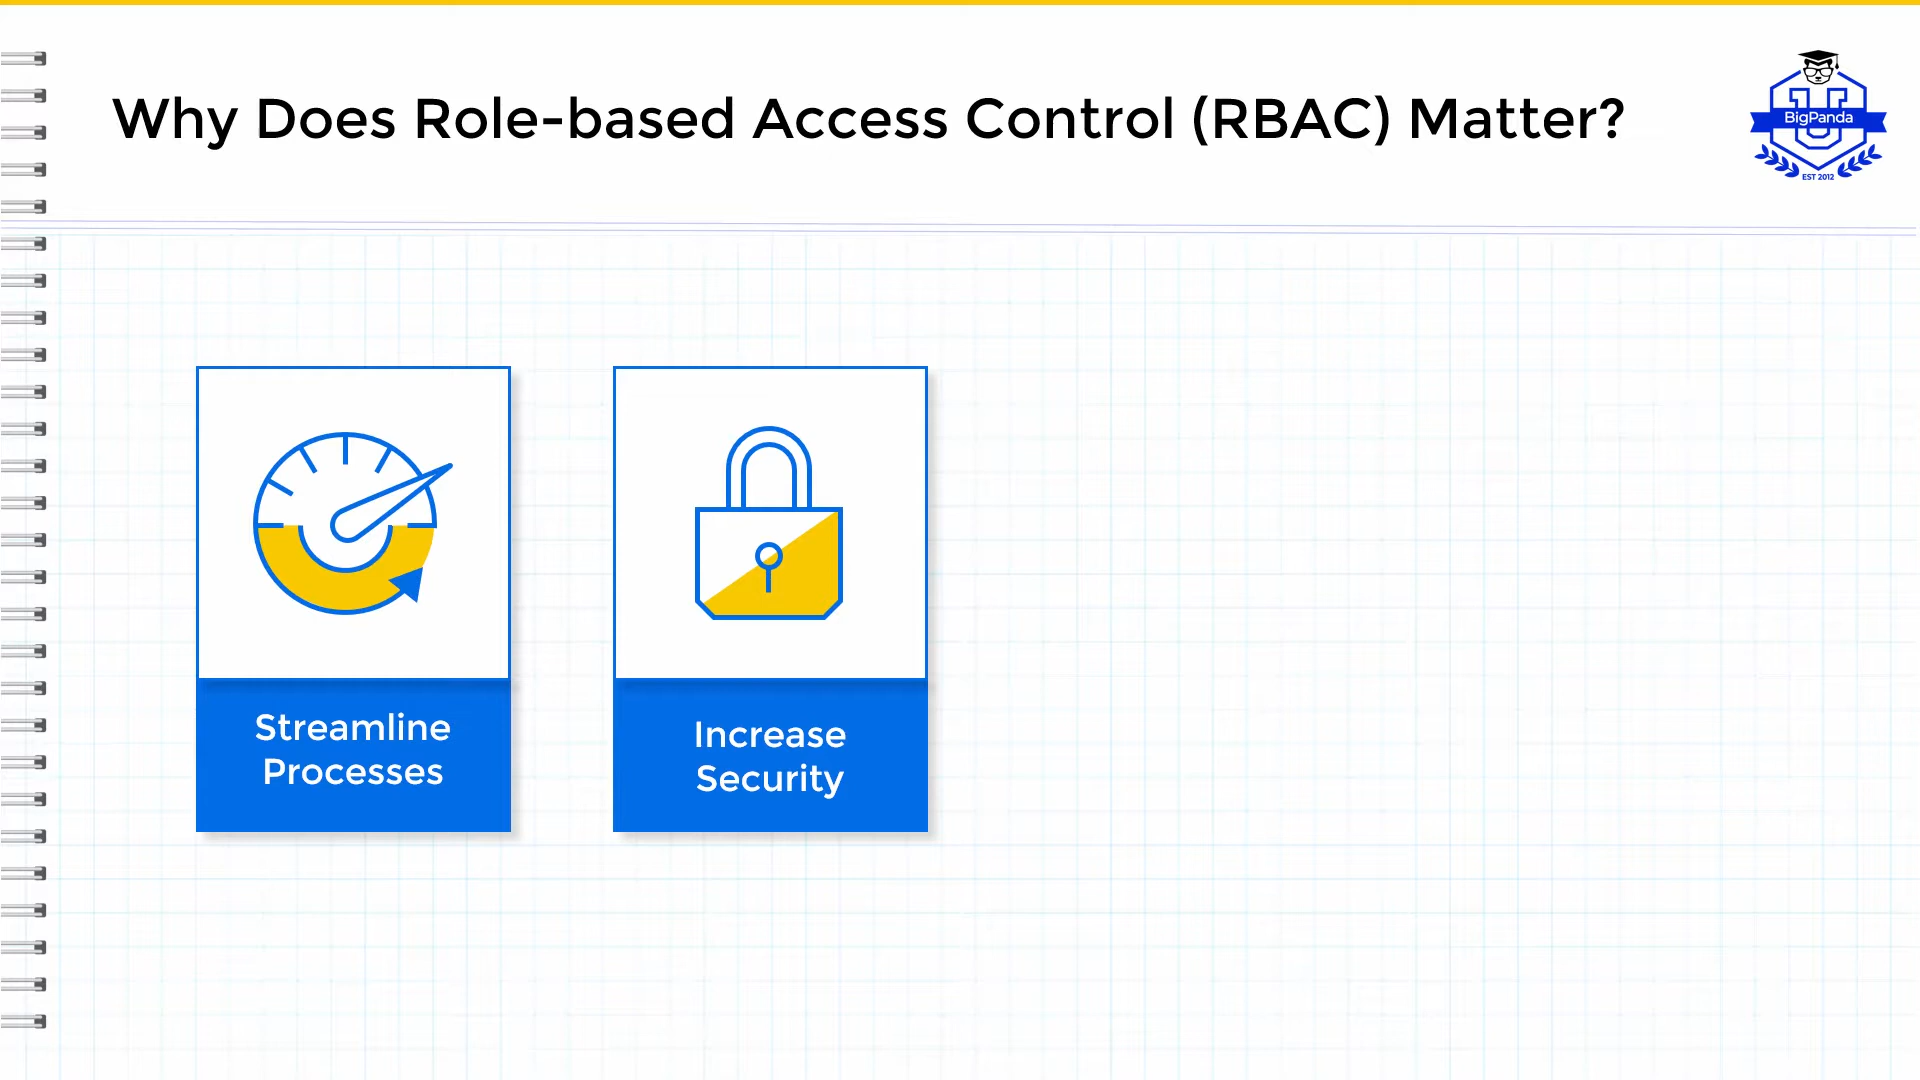 Why Does Role-based Access Control (RBAC) Matter?
BigPanda
EST 2012
Streamline
Processes
Increase
Security